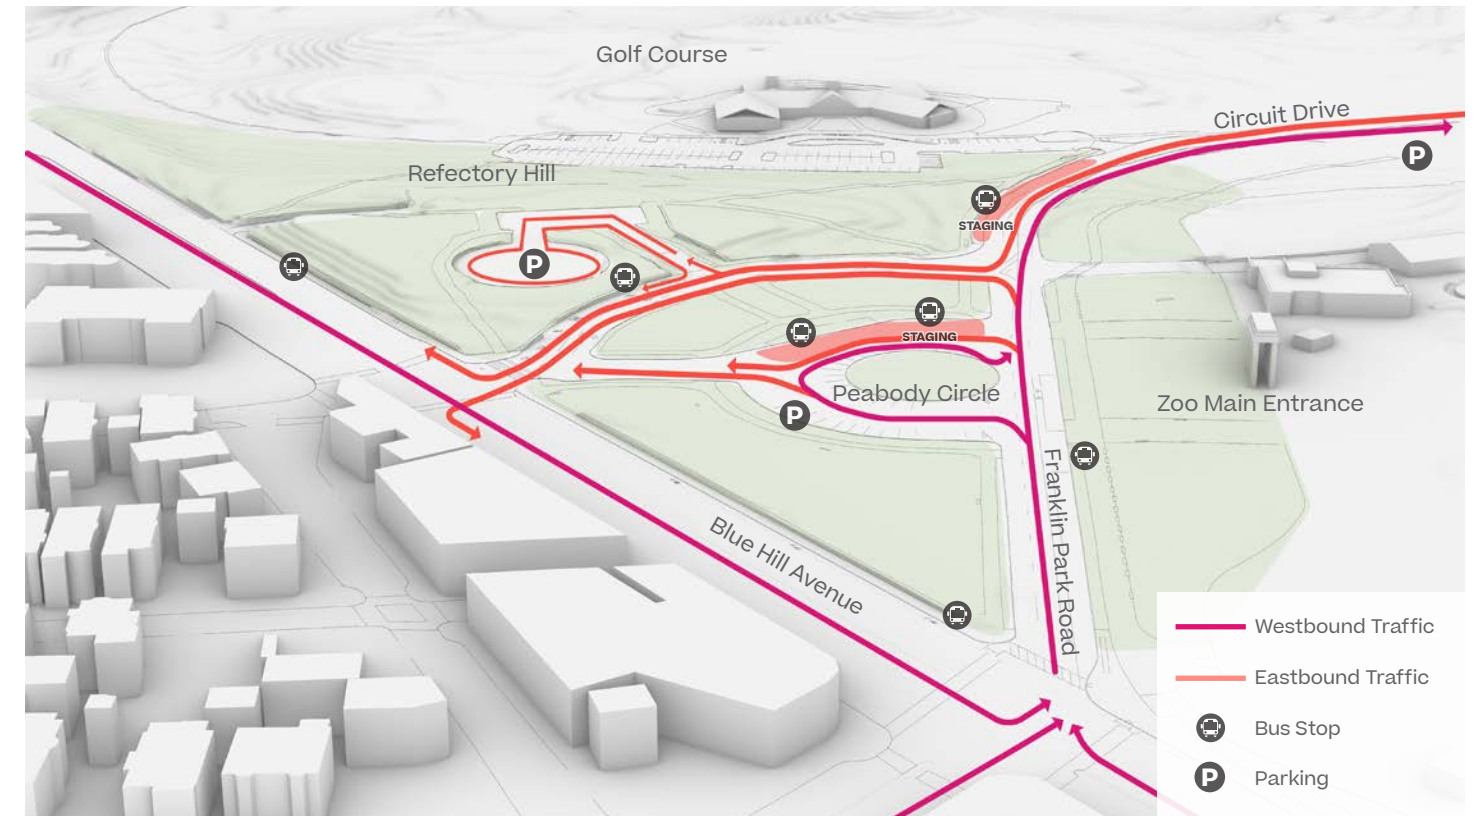 Golf Course
Circuit Drive
P
Refectory Hill
STAGING
P
STAGING
Peabody Circle
P
Zoo Main Entrance
Franklin Park Road
Blue Hill Avenue
Westbound Traffic
Eastbound Traffic
Bus Stop
P Parking